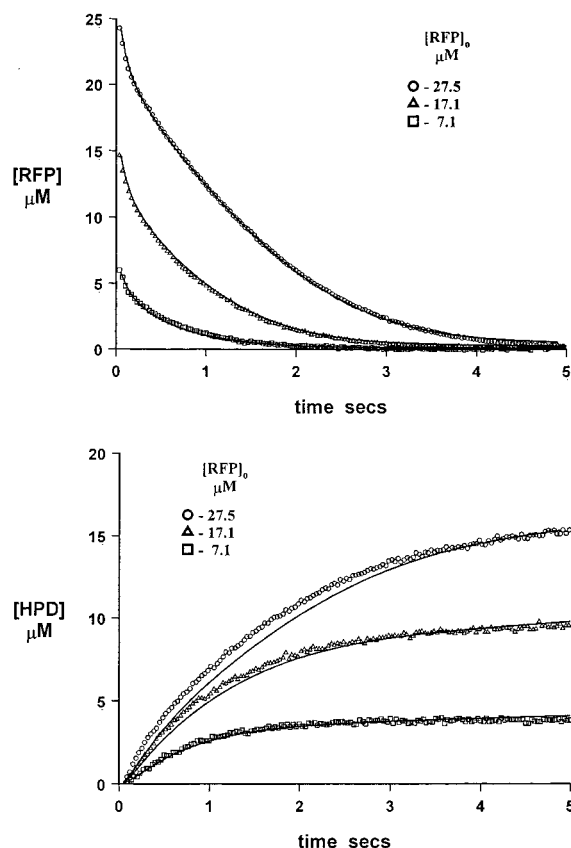 [RFP]₀
μM
25
○ - 27.5
20
△ - 17.1
□ - 7.1
15
[RFP]
μM
10
5
0
0 1 2 3 4 5
time secs
20
[RFP]₀
μM
○ - 27.5
△ - 17.1
15
□ - 7.1
[HPD]
μM
10
5
0
0 1 2 3 4 5
time secs